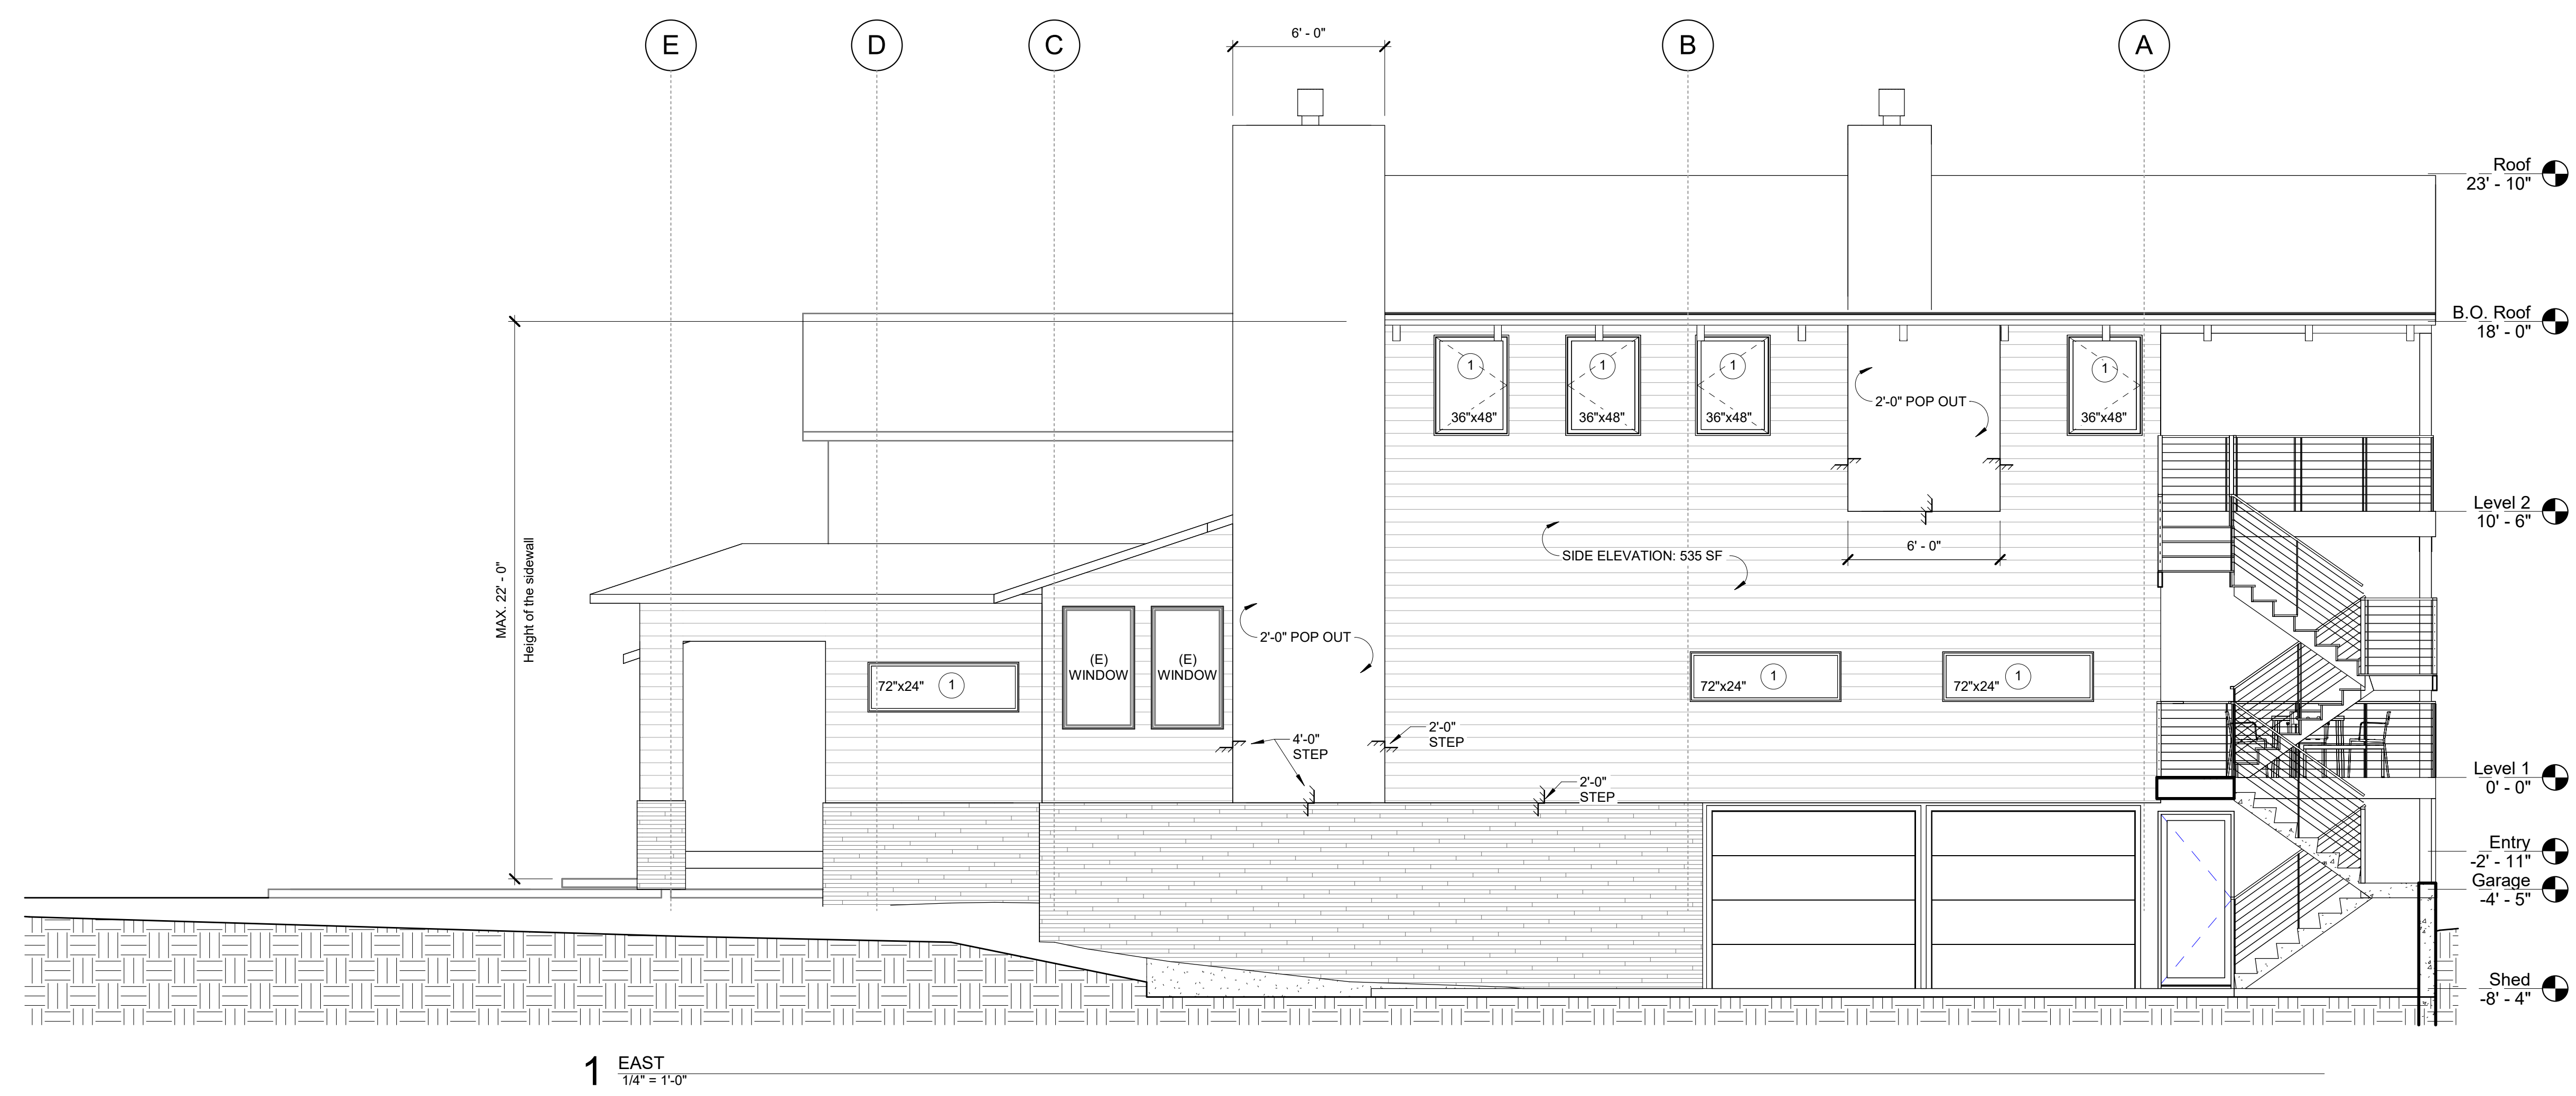 E
D
C
6' - 0"
B
A
Roof
23' - 10"
B.O. Roof
18' - 0"
1
1
1
1
36"x48"
36"x48"
36"x48"
36"x48"
2'-0" POP OUT
Level 2
10' - 6"
6' - 0"
SIDE ELEVATION: 535 SF
MAX. 22' - 0"
Height of the sidewall
2'-0" POP OUT
(E)
WINDOW
(E)
WINDOW
72"x24" 1
72"x24" 1
72"x24" 1
4'-0"
STEP
2'-0"
STEP
2'-0"
STEP
Level 1
0' - 0"
Entry
-2' - 11"
Garage
-4' - 5"
Shed
-8' - 4"
1
EAST
1/4" = 1'-0"